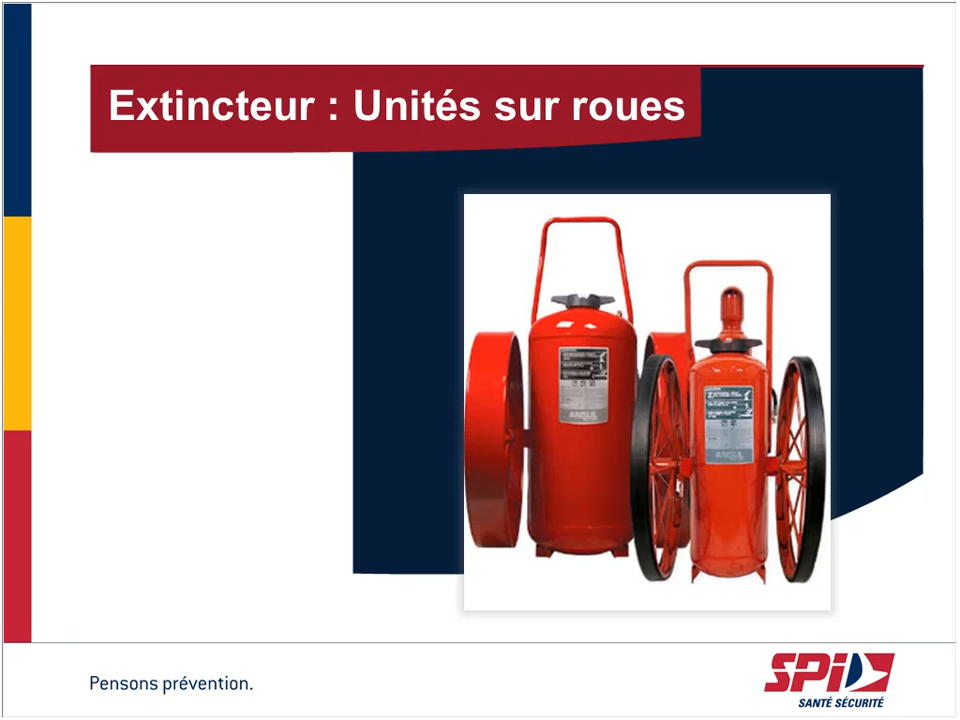 Extincteur : Unités sur roues
ANSUL
ANSUL
Pensons prévention.
SPI
SANTÉ SÉCURITÉ